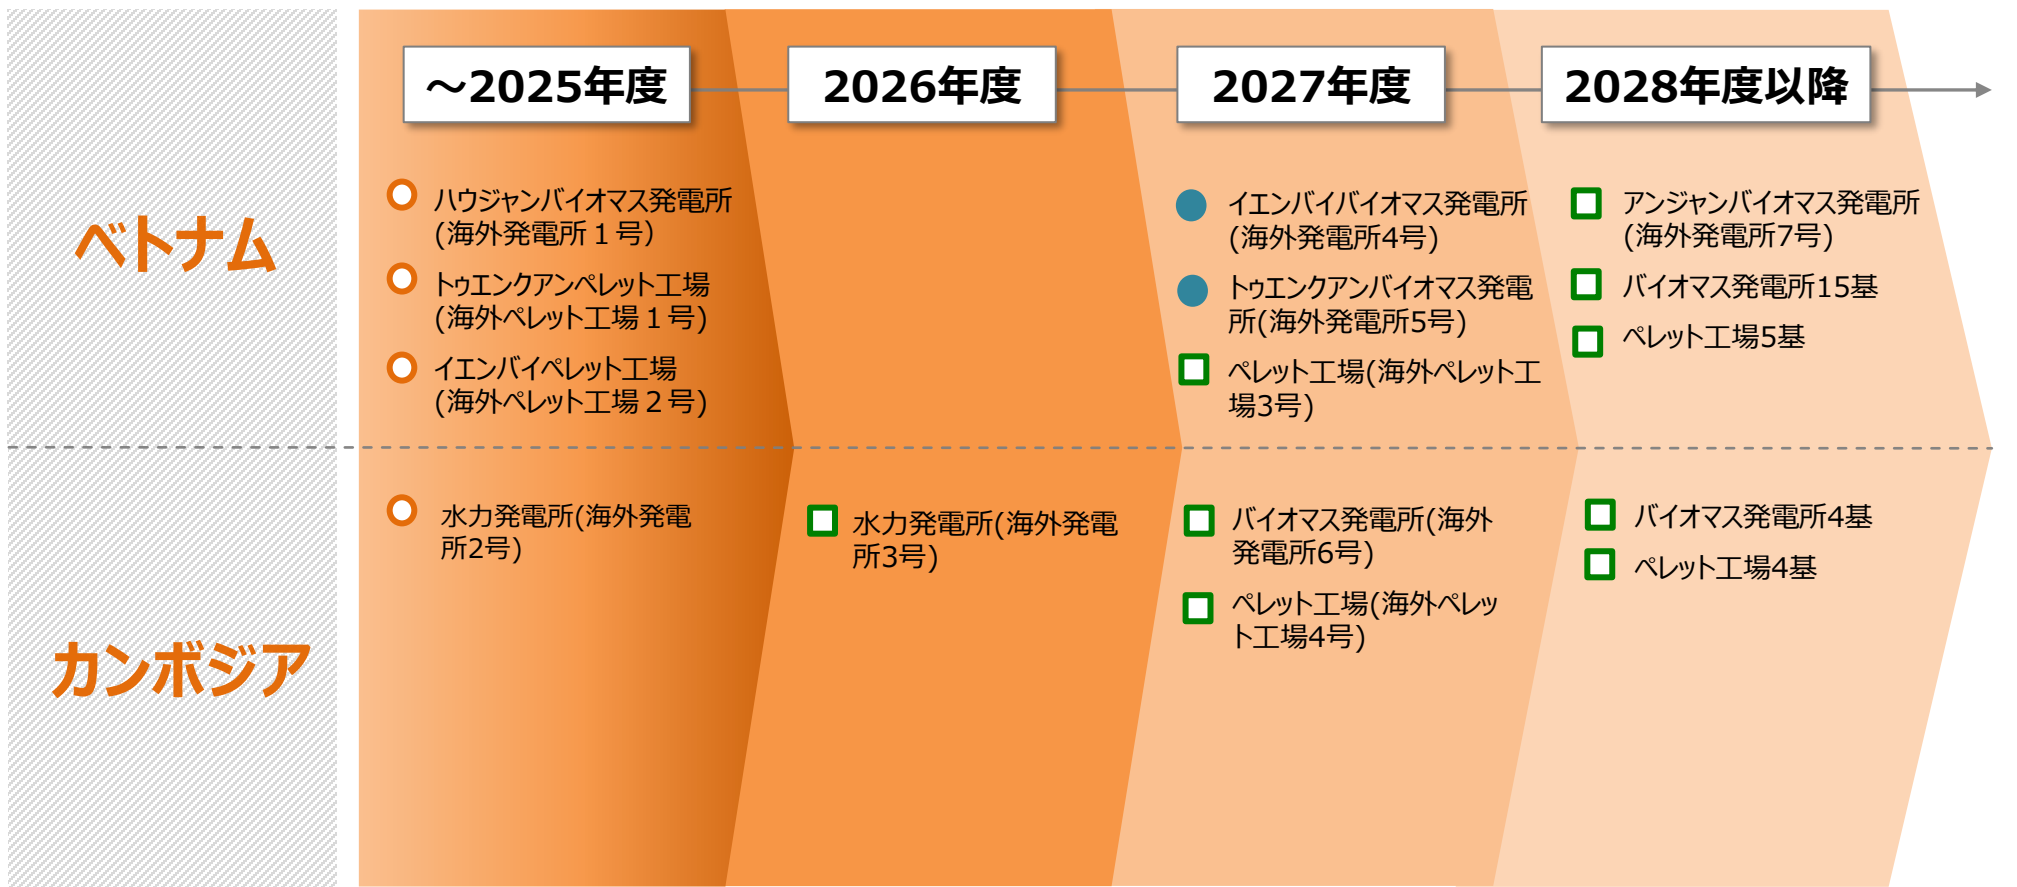 ～2025年度
2026年度
2027年度
2028年度以降
ベトナム
ハウジャンバイオマス発電所
(海外発電所１号）
トゥエンクアンペレット工場
(海外ペレット工場１号)
イエンバイペレット工場
(海外ペレット工場２号)
イエンバイバイオマス発電所
(海外発電所4号)
トゥエンクアンバイオマス発電
所(海外発電所5号)
ペレット工場(海外ペレット工
場3号)
アンジャンバイオマス発電所
(海外発電所7号)
バイオマス発電所15基
ペレット工場5基
カンボジア
水力発電所(海外発電
所2号)
水力発電所(海外発電
所3号)
バイオマス発電所(海外
発電所6号)
ペレット工場(海外ペレッ
ト工場4号)
バイオマス発電所4基
ペレット工場4基